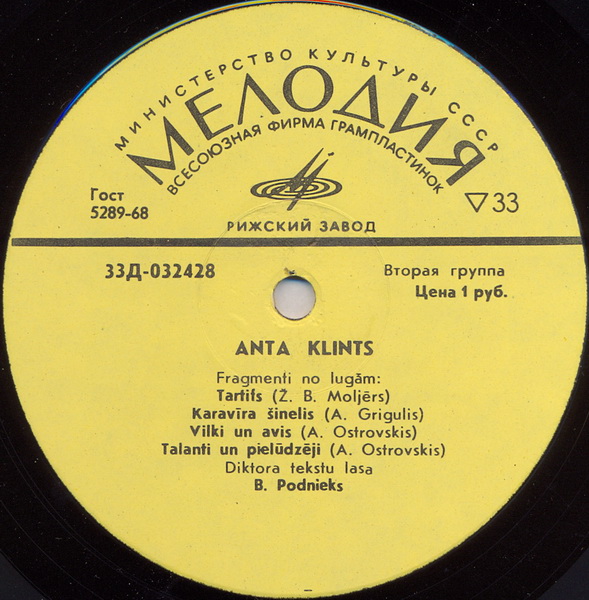 МИНИСТЕРСТВО КУЛЬТУРЫ СССР
МЕЛОДИЯ
ВСЕСОЮЗНАЯ ФИРМА ГРАМПЛАСТИНОК
Гост
5289-68
▽33
РИЖСКИЙ ЗАВОД
33Д-032428
Вторая группа
Цена 1 руб.
ANTA KLINTS
Fragmenti no lugām:
Tartifs (Ž. B. Moljērs)
Karavīra šinelis (A. Grigulis)
Vilki un avis (A. Ostrovskis)
Talanti un pielūdzēji (A. Ostrovskis)
Diktora tekstu lasa
B. Podnieks